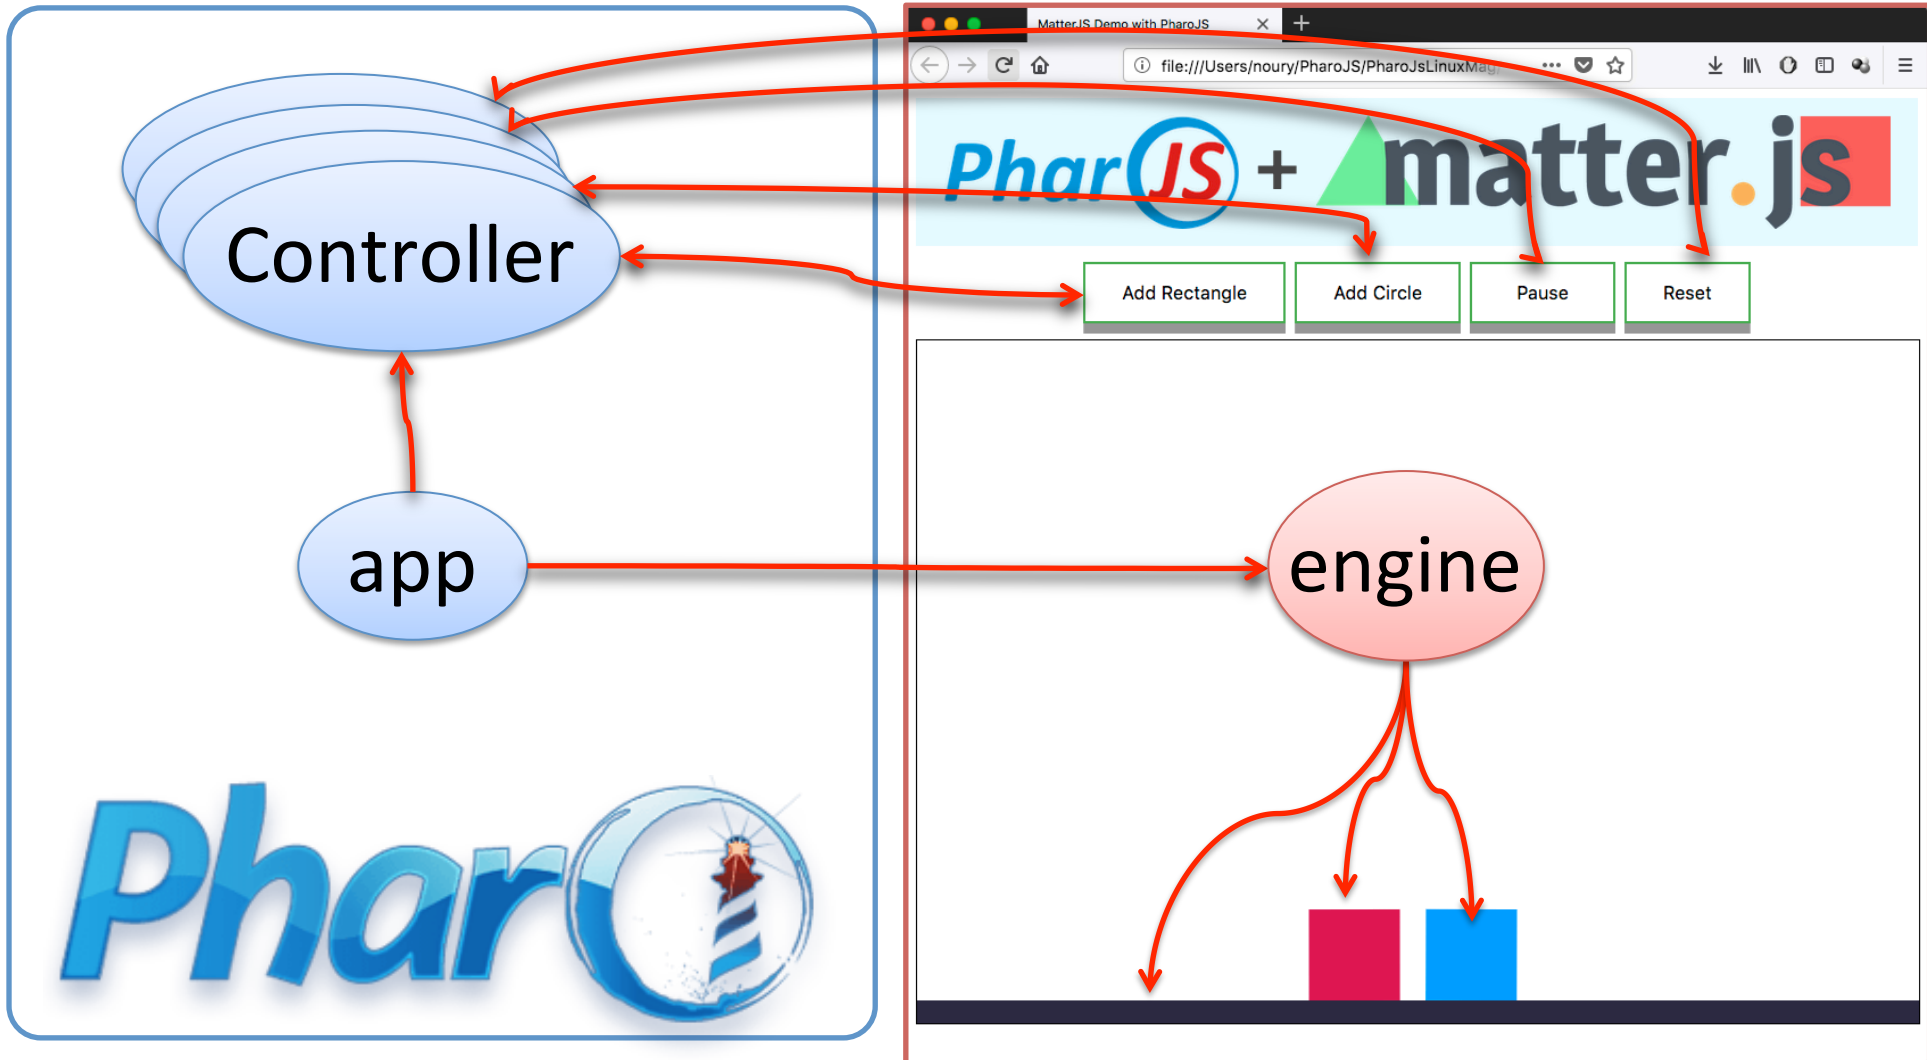 Controller
app
Pharo
MatterJS Demo with PharoJS
file:///Users/noury/PharoJS/PharoJsLinuxMag
PharoJS + matter.js
Add Rectangle
Add Circle
Pause
Reset
engine